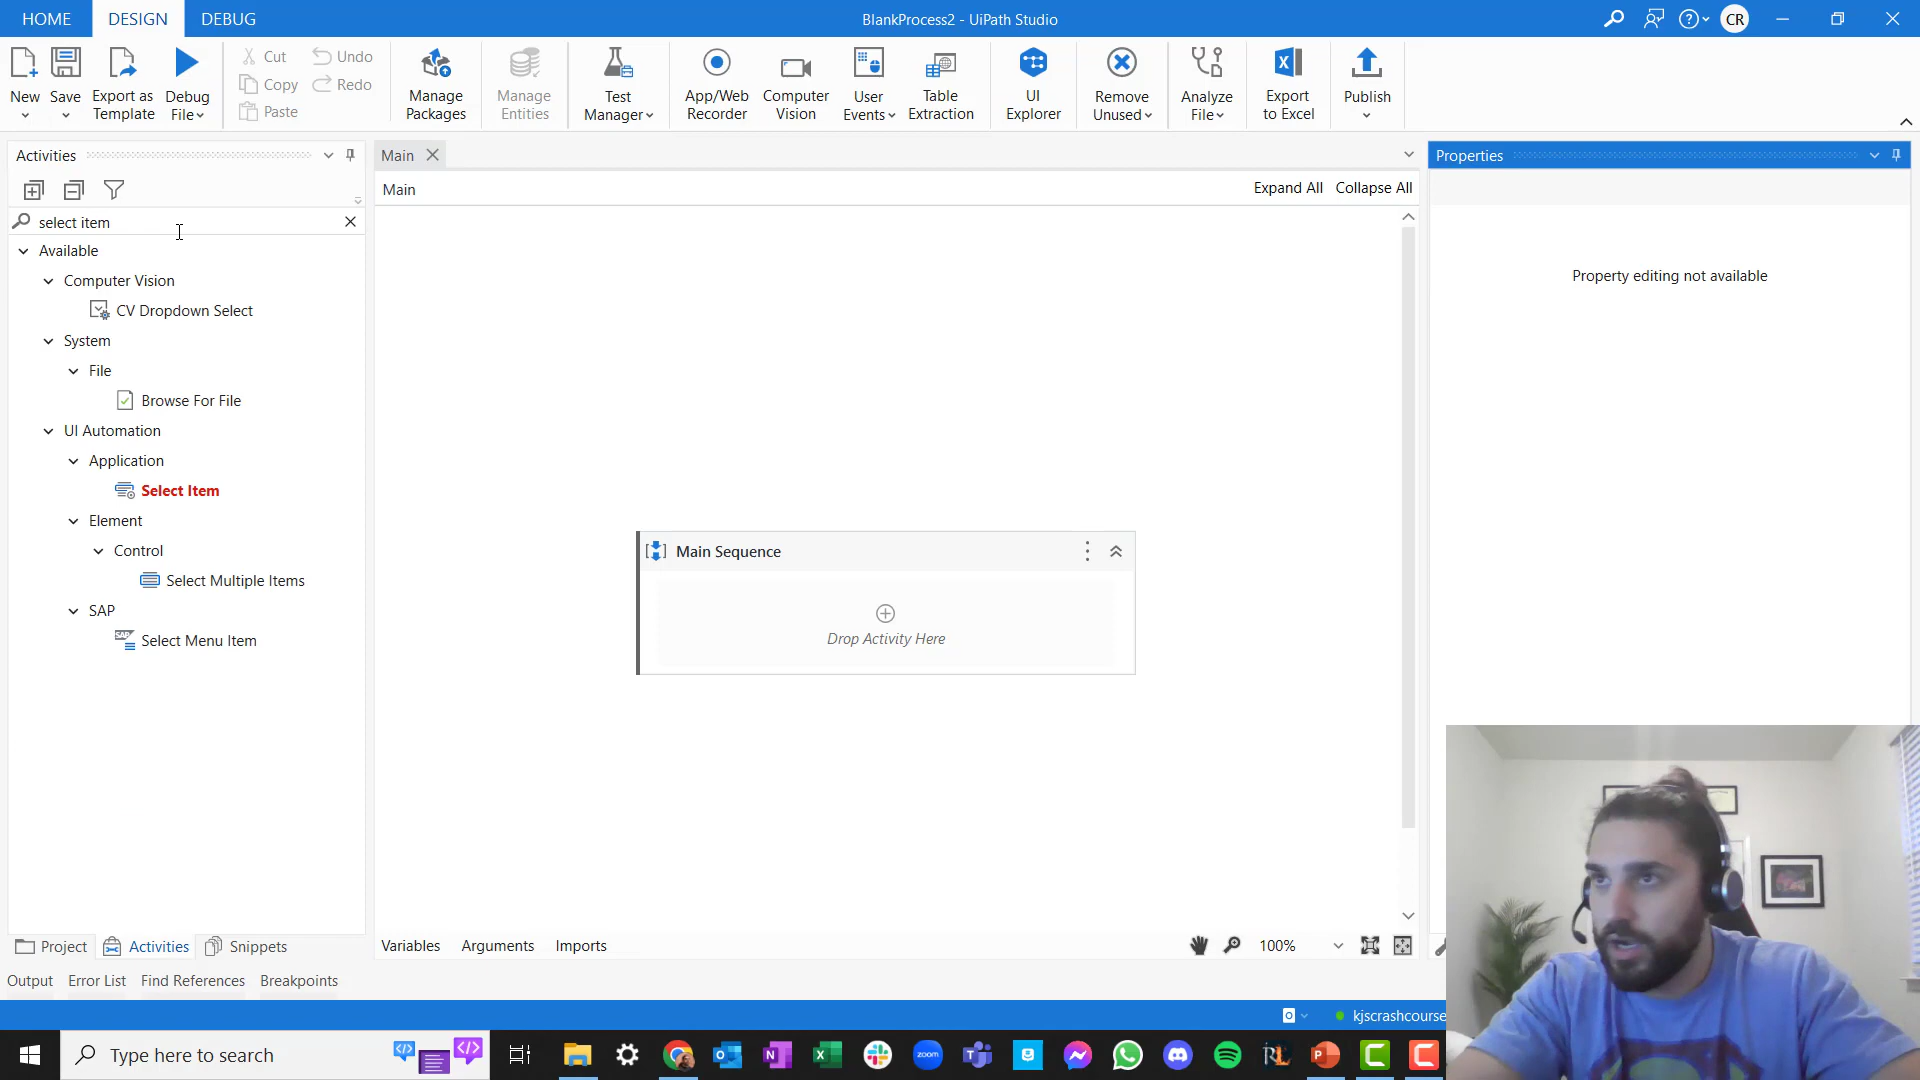 HOME DESIGN DEBUG BlankProcess2 - UiPath Studio CR
New Save Export as Template Debug File
Cut Undo
Copy Redo
Paste
Manage Packages
Manage Entities
Test Manager
App/Web Recorder
Computer Vision
User Events
Table Extraction
UI Explorer
Remove Unused
Analyze File
Export to Excel
Publish
Activities
select item
Available
Computer Vision
CV Dropdown Select
System
File
Browse For File
UI Automation
Application
Select Item
Element
Control
Select Multiple Items
SAP
Select Menu Item
Project Activities Snippets
Main
Main Expand All Collapse All
Main Sequence
Drop Activity Here
Variables Arguments Imports 100%
Properties
Property editing not available
Output Error List Find References Breakpoints
kjscrashcourse
Type here to search
zoom